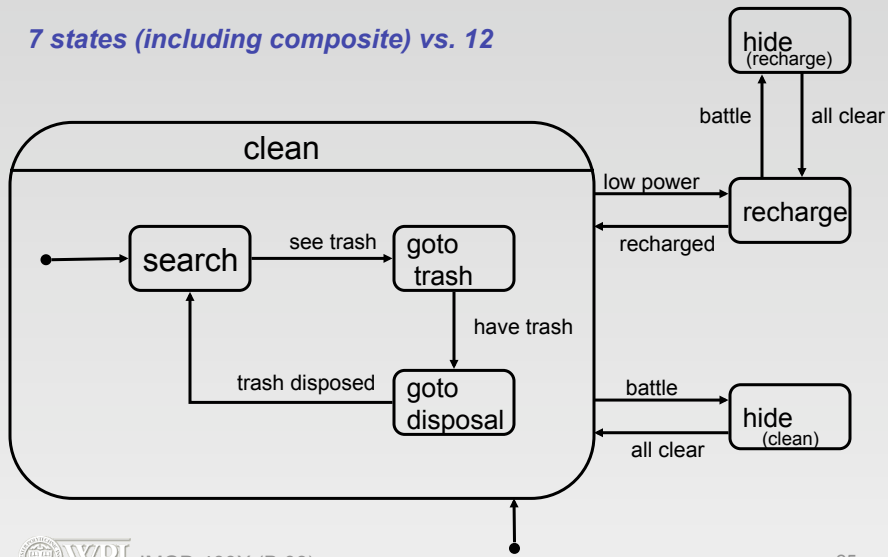 7 states (including composite) vs. 12
hide
(recharge)
battle
all clear
clean
low power
recharge
recharged
search
see trash
goto
trash
have trash
trash disposed
goto
disposal
battle
hide
(clean)
all clear
WPI